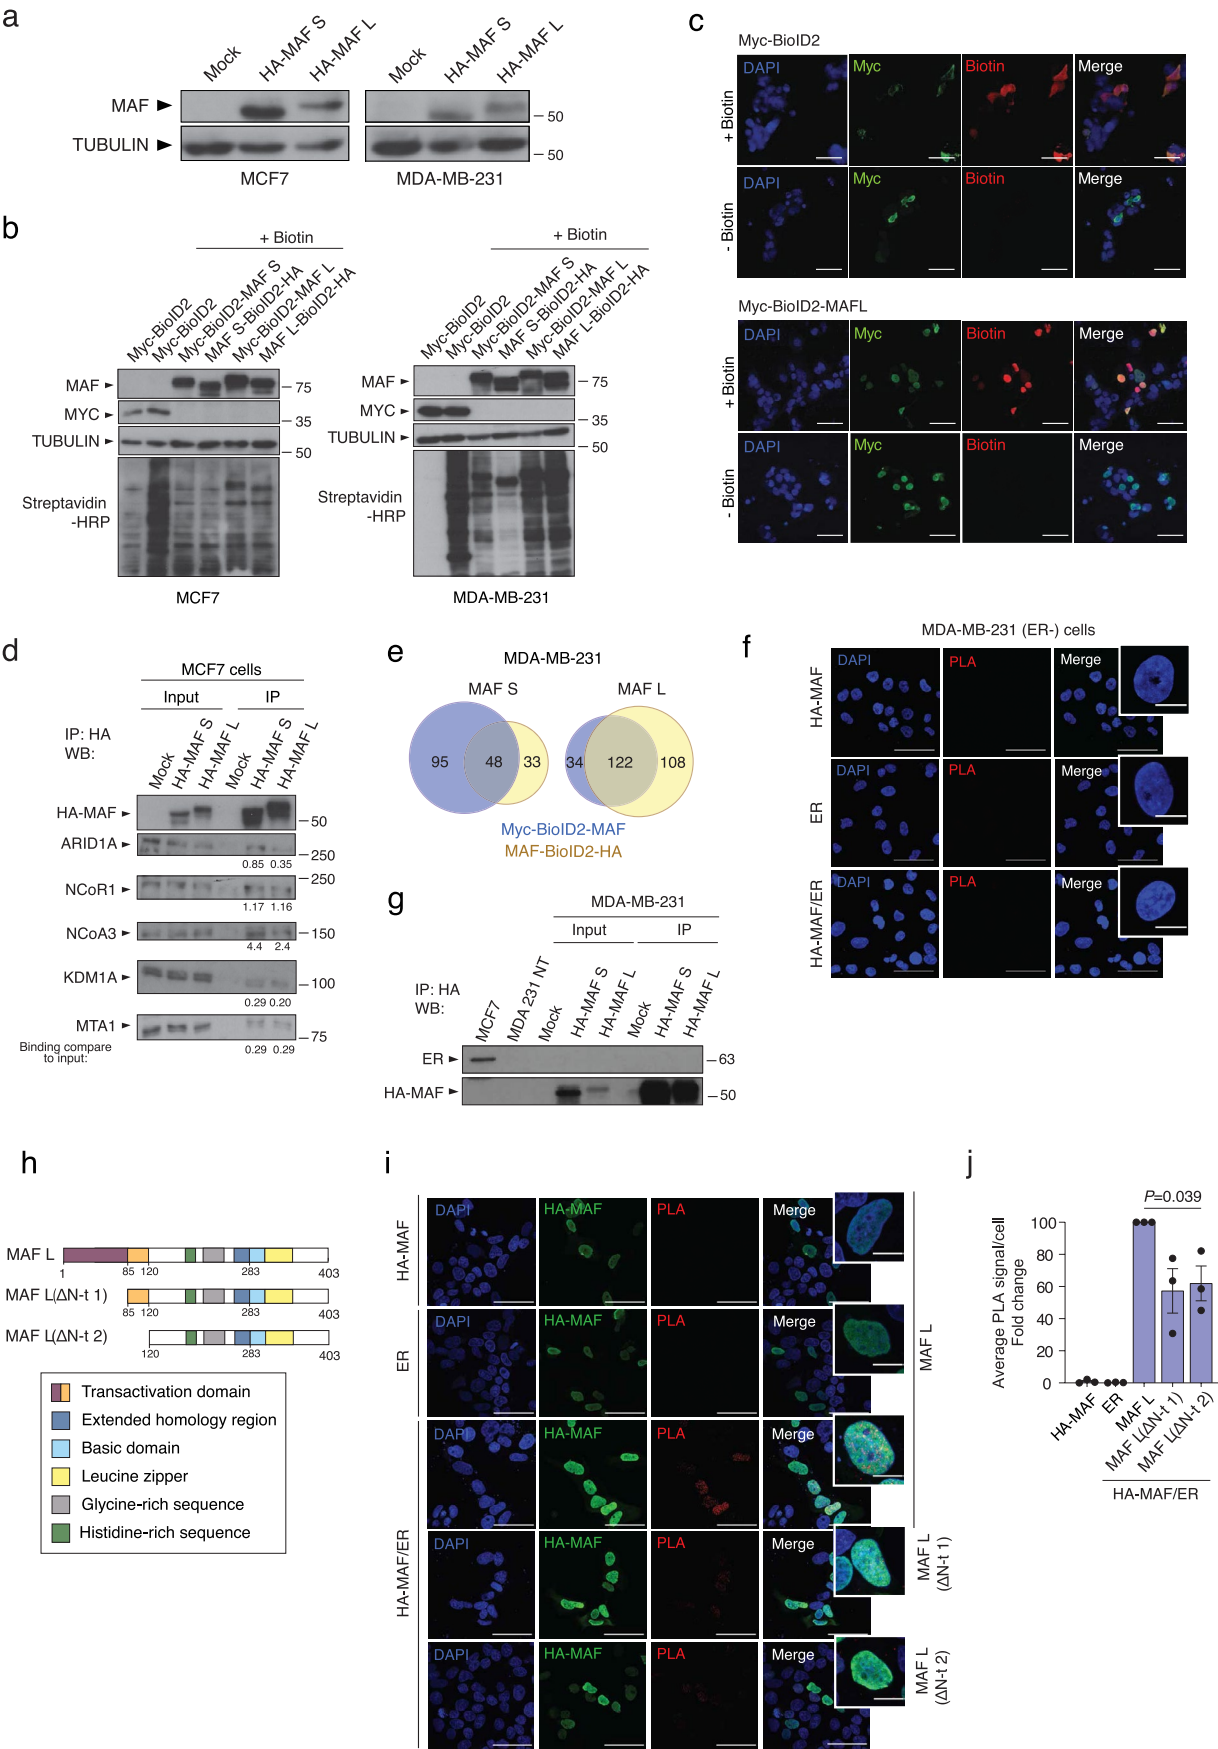 a
Mock
HA-MAF S
HA-MAF L
Mock
HA-MAF S
HA-MAF L
MAF
50
TUBULIN
50
MCF7
MDA-MB-231
b
+ Biotin
+ Biotin
Myc-BioID2
Myc-BioID2
Myc-BioID2-MAF S
MAF S-BioID2-HA
Myc-BioID2-MAF L
MAF L-BioID2-HA
Myc-BioID2
Myc-BioID2
Myc-BioID2-MAF S
MAF S-BioID2-HA
Myc-BioID2-MAF L
MAF L-BioID2-HA
MAF
75
MAF
75
MYC
35
MYC
35
TUBULIN
50
TUBULIN
50
Streptavidin
-HRP
Streptavidin
-HRP
MCF7
MDA-MB-231
c
Myc-BioID2
DAPI Myc Biotin Merge
+ Biotin
DAPI Myc Biotin Merge
- Biotin
Myc-BioID2-MAFL
DAPI Myc Biotin Merge
+ Biotin
DAPI Myc Biotin Merge
- Biotin
d
MCF7 cells
Input IP
IP: HA
WB:
Mock
HA-MAF S
HA-MAF L
Mock
HA-MAF S
HA-MAF L
HA-MAF
50
ARID1A
250
0.85 0.35
NCoR1
250
1.17 1.16
NCoA3
150
4.4 2.4
KDM1A
100
0.29 0.20
MTA1
75
Binding compare
to input:
0.29 0.29
e
MDA-MB-231
MAF S MAF L
95 48 33 34 122 108
Myc-BioID2-MAF
MAF-BioID2-HA
f
MDA-MB-231 (ER-) cells
DAPI PLA Merge
HA-MAF
DAPI PLA Merge
ER
DAPI PLA Merge
HA-MAF/ER
g
MDA-MB-231
Input IP
IP: HA
WB:
MCF7
MDA 231 NT
Mock
HA-MAF S
HA-MAF L
Mock
HA-MAF S
HA-MAF L
ER
63
HA-MAF
50
h
MAF L
1 85 120 283 403
MAF L(ΔN-t 1)
85 120 283 403
MAF L(ΔN-t 2)
120 283 403
Transactivation domain
Extended homology region
Basic domain
Leucine zipper
Glycine-rich sequence
Histidine-rich sequence
i
DAPI HA-MAF PLA Merge
HA-MAF
DAPI HA-MAF PLA Merge
ER
MAF L
DAPI HA-MAF PLA Merge
DAPI HA-MAF PLA Merge
HA-MAF/ER
MAF L
(ΔN-t 1)
DAPI HA-MAF PLA Merge
MAF L
(ΔN-t 2)
j
P=0.039
Average PLA signal/cell
Fold change
100
80
60
40
20
0
HA-MAF
ER
MAF L
MAF L(ΔN-t 1)
MAF L(ΔN-t 2)
HA-MAF/ER